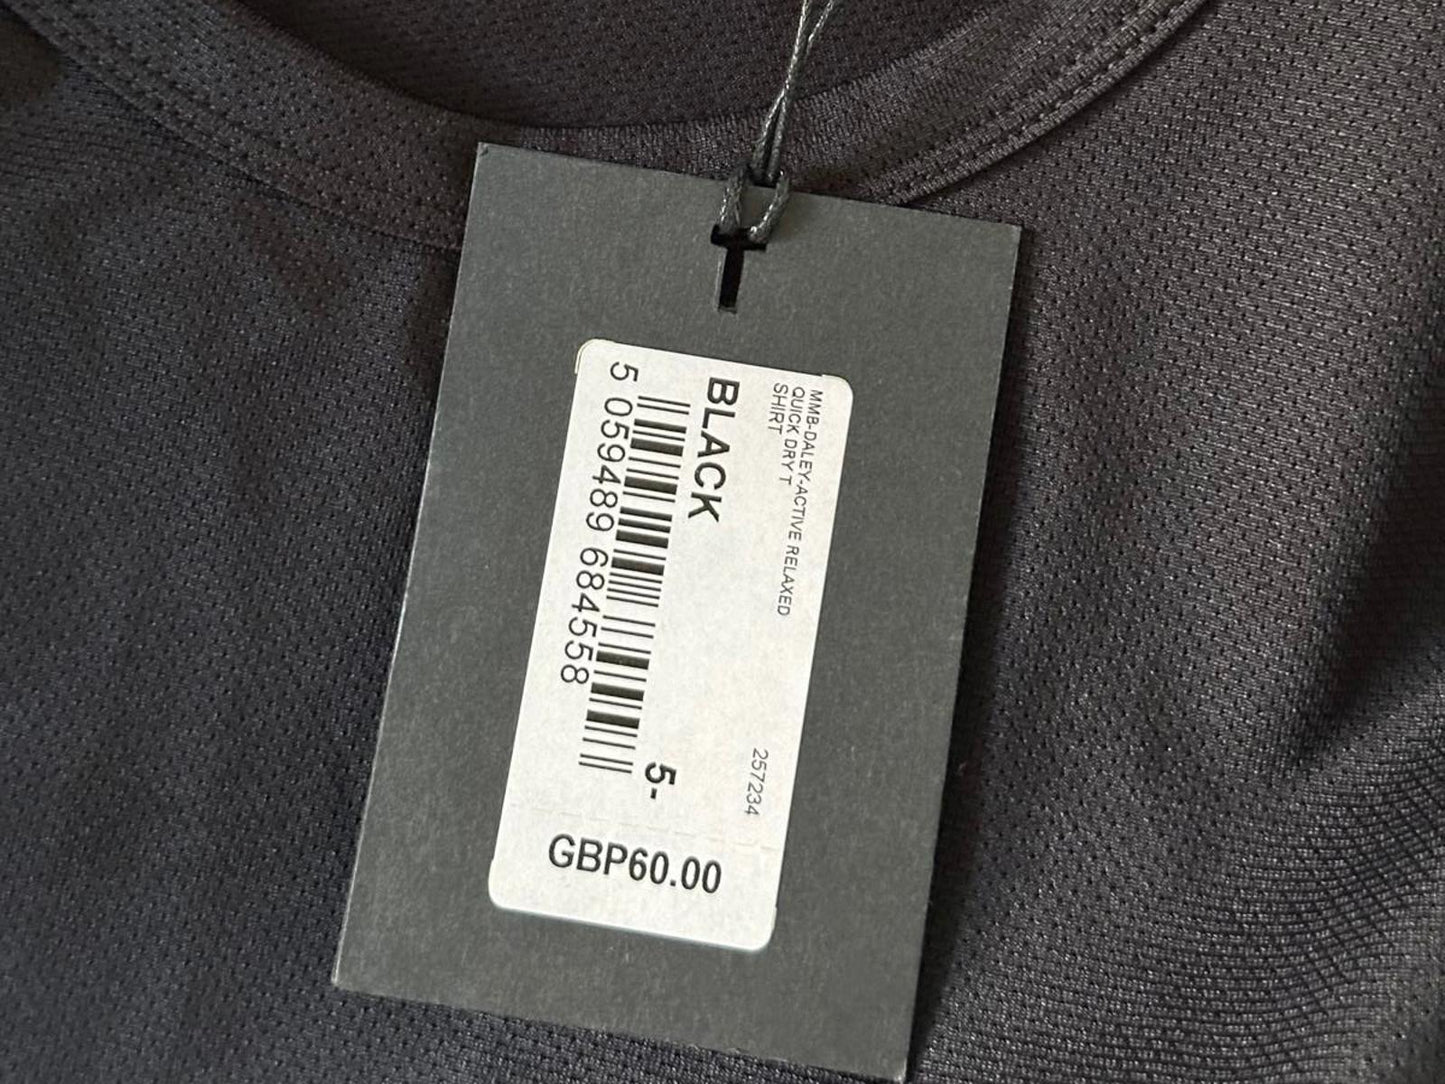 MMB-DALEY-ACTIVE RELAXED
QUICK DRY T
SHIRT
257234
BLACK
5-
5 059489 684558
GBP60.00